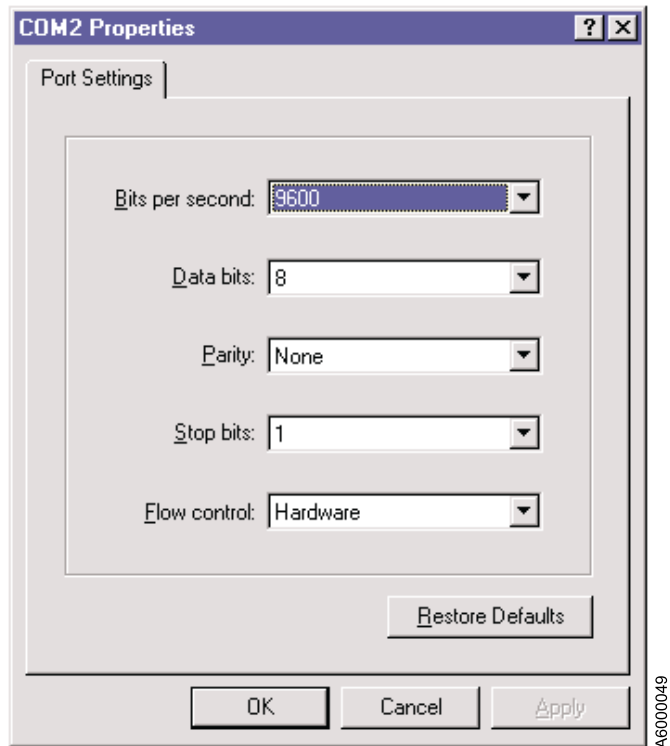 COM2 Properties
Port Settings
Bits per second: 9600
Data bits: 8
Parity: None
Stop bits: 1
Flow control: Hardware
Restore Defaults
OK Cancel Apply
A6000049